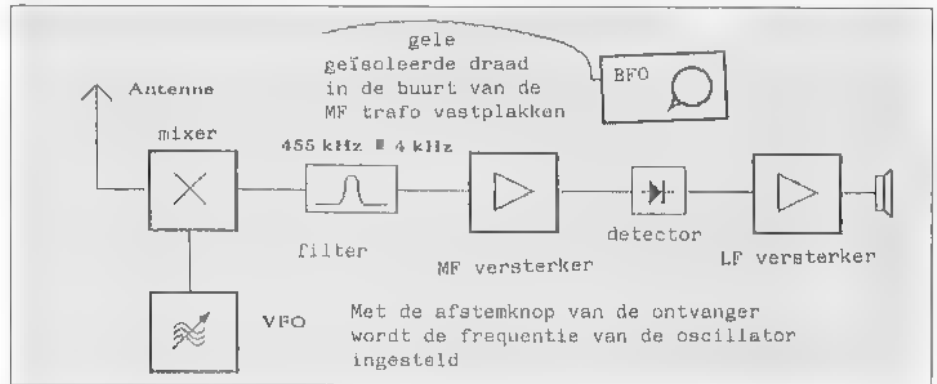 gele
geïsoleerde draad
in de buurt van de
MF trafo vastplakken
BFO
Antenne
mixer
455 kHz ≡ 4 kHz
filter
MF versterker
detector
LF versterker
VFO
Met de afstemknop van de ontvanger
wordt de frequentie van de oscillator
ingesteld